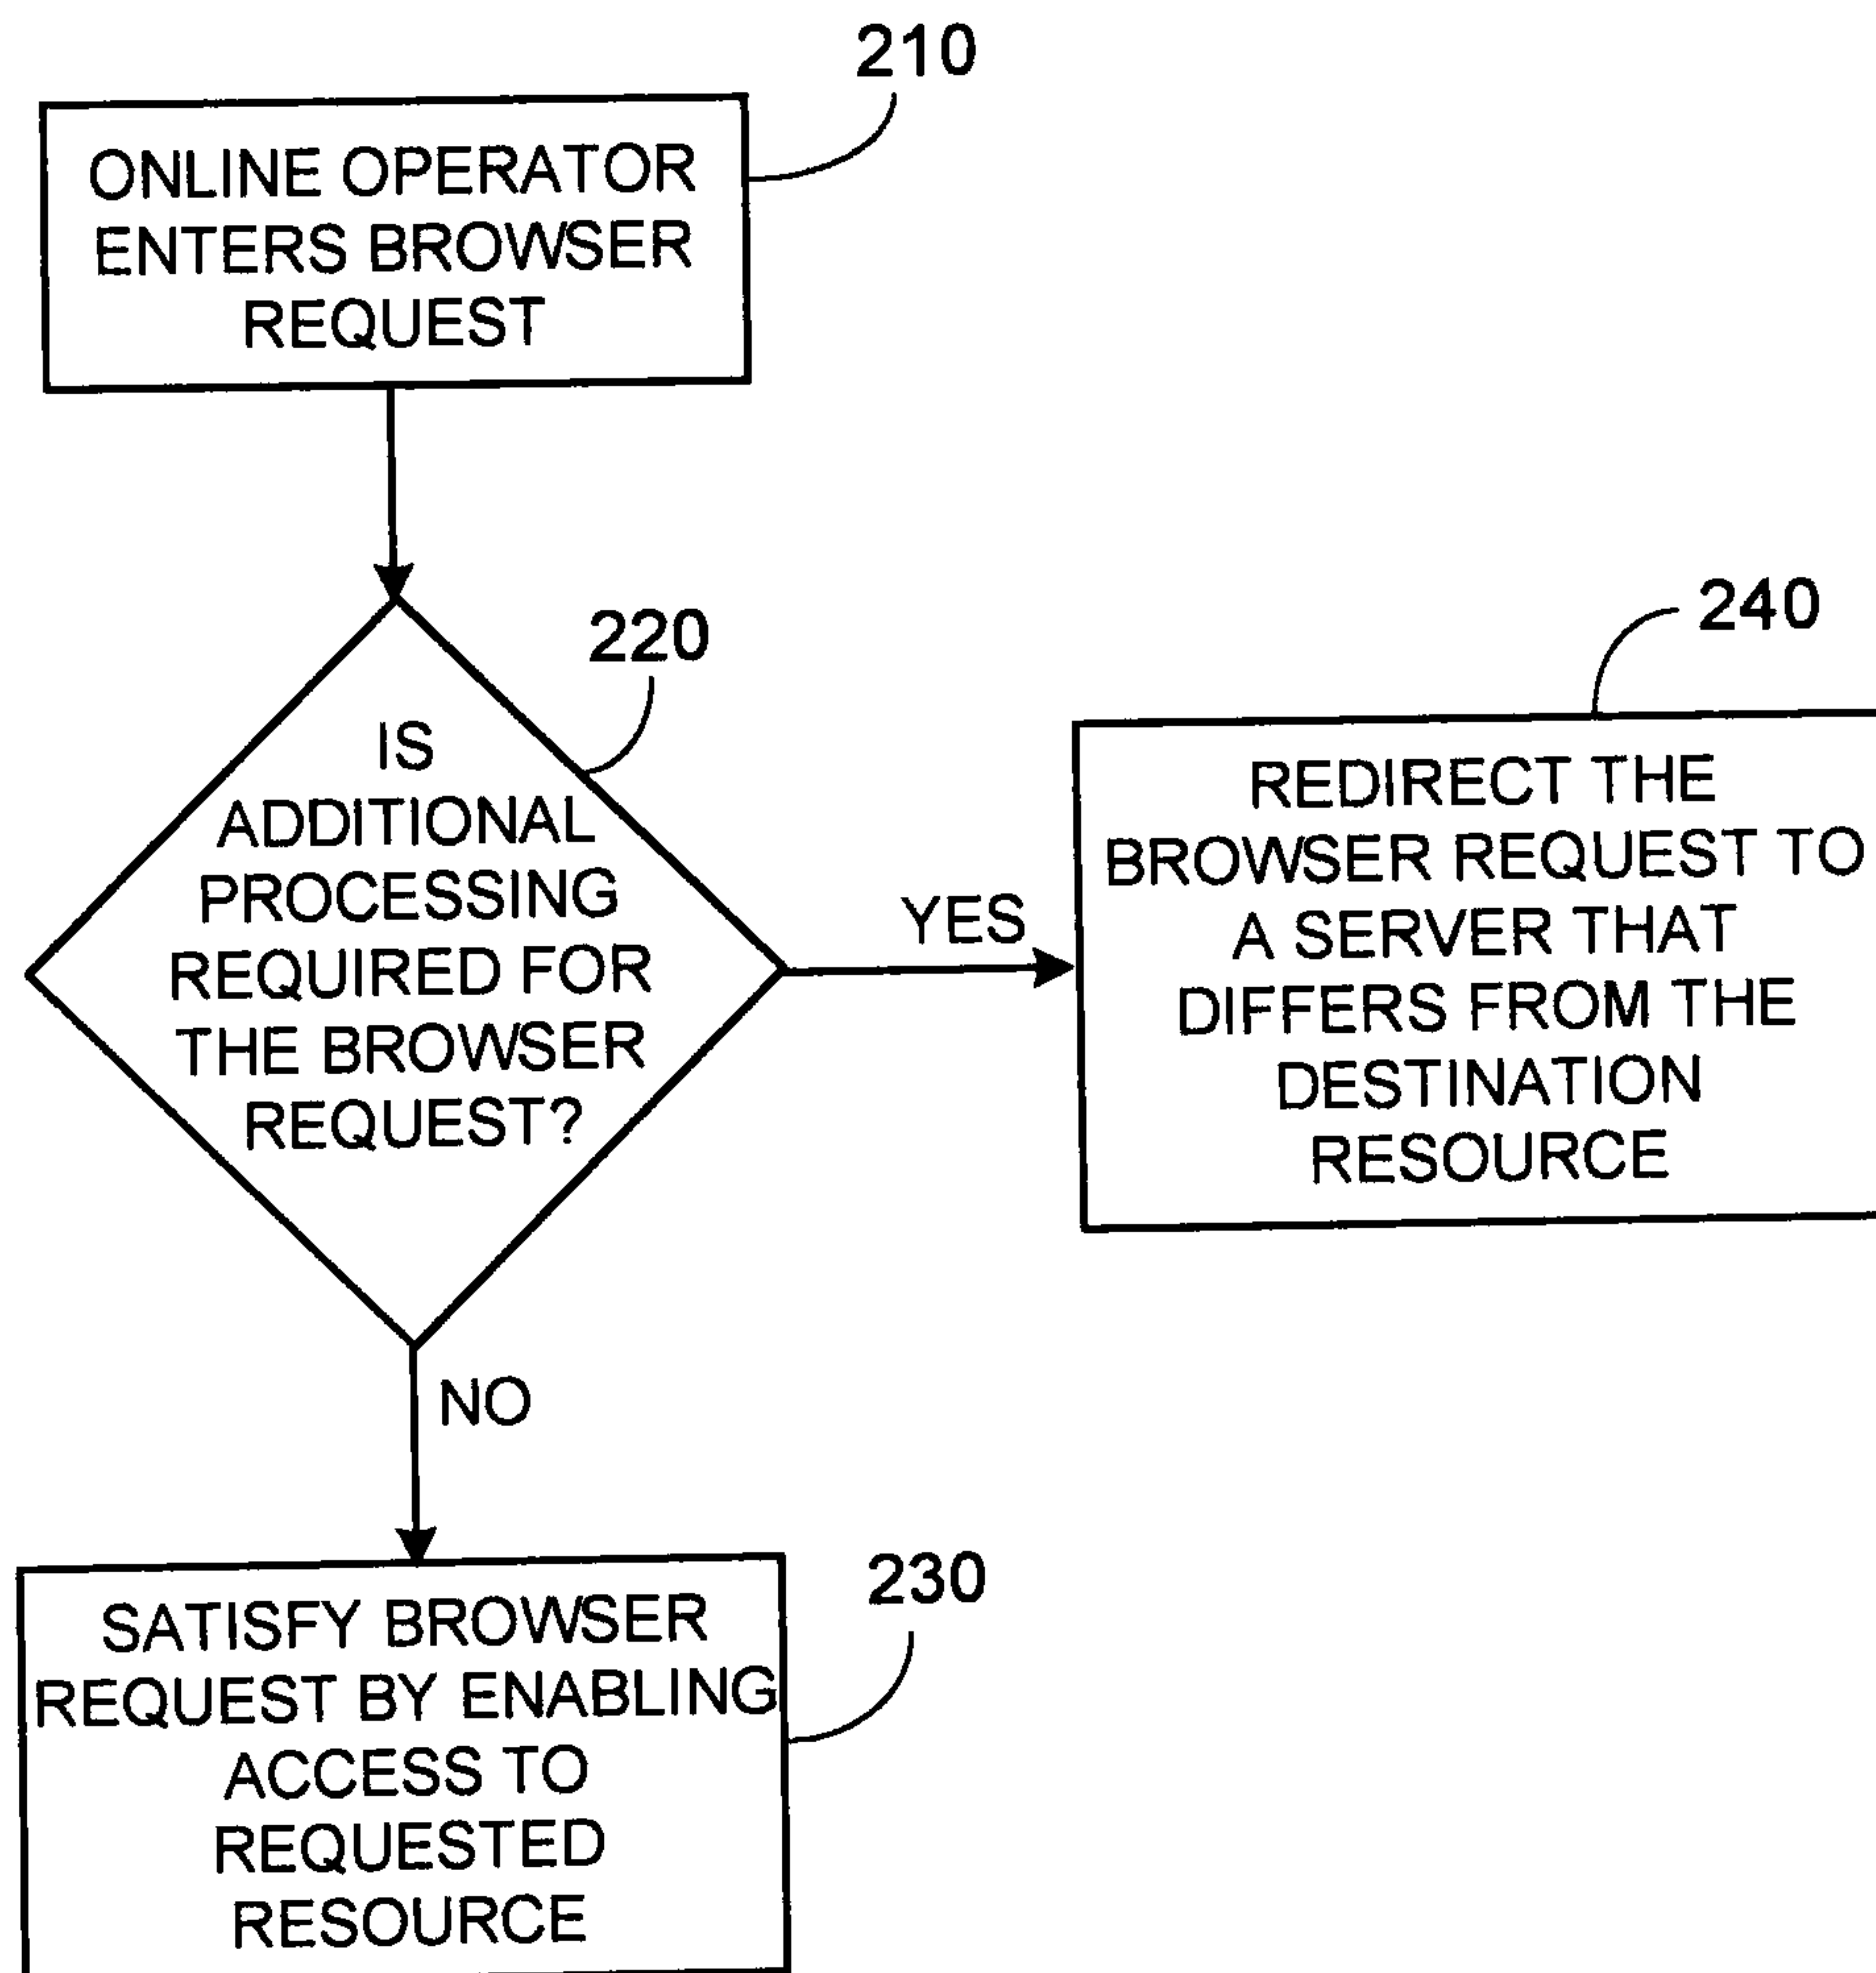 210
ONLINE OPERATOR
ENTERS BROWSER
REQUEST
220
IS
ADDITIONAL
PROCESSING
REQUIRED FOR
THE BROWSER
REQUEST?
YES
240
REDIRECT THE
BROWSER REQUEST TO
A SERVER THAT
DIFFERS FROM THE
DESTINATION
RESOURCE
NO
230
SATISFY BROWSER
REQUEST BY ENABLING
ACCESS TO
REQUESTED
RESOURCE